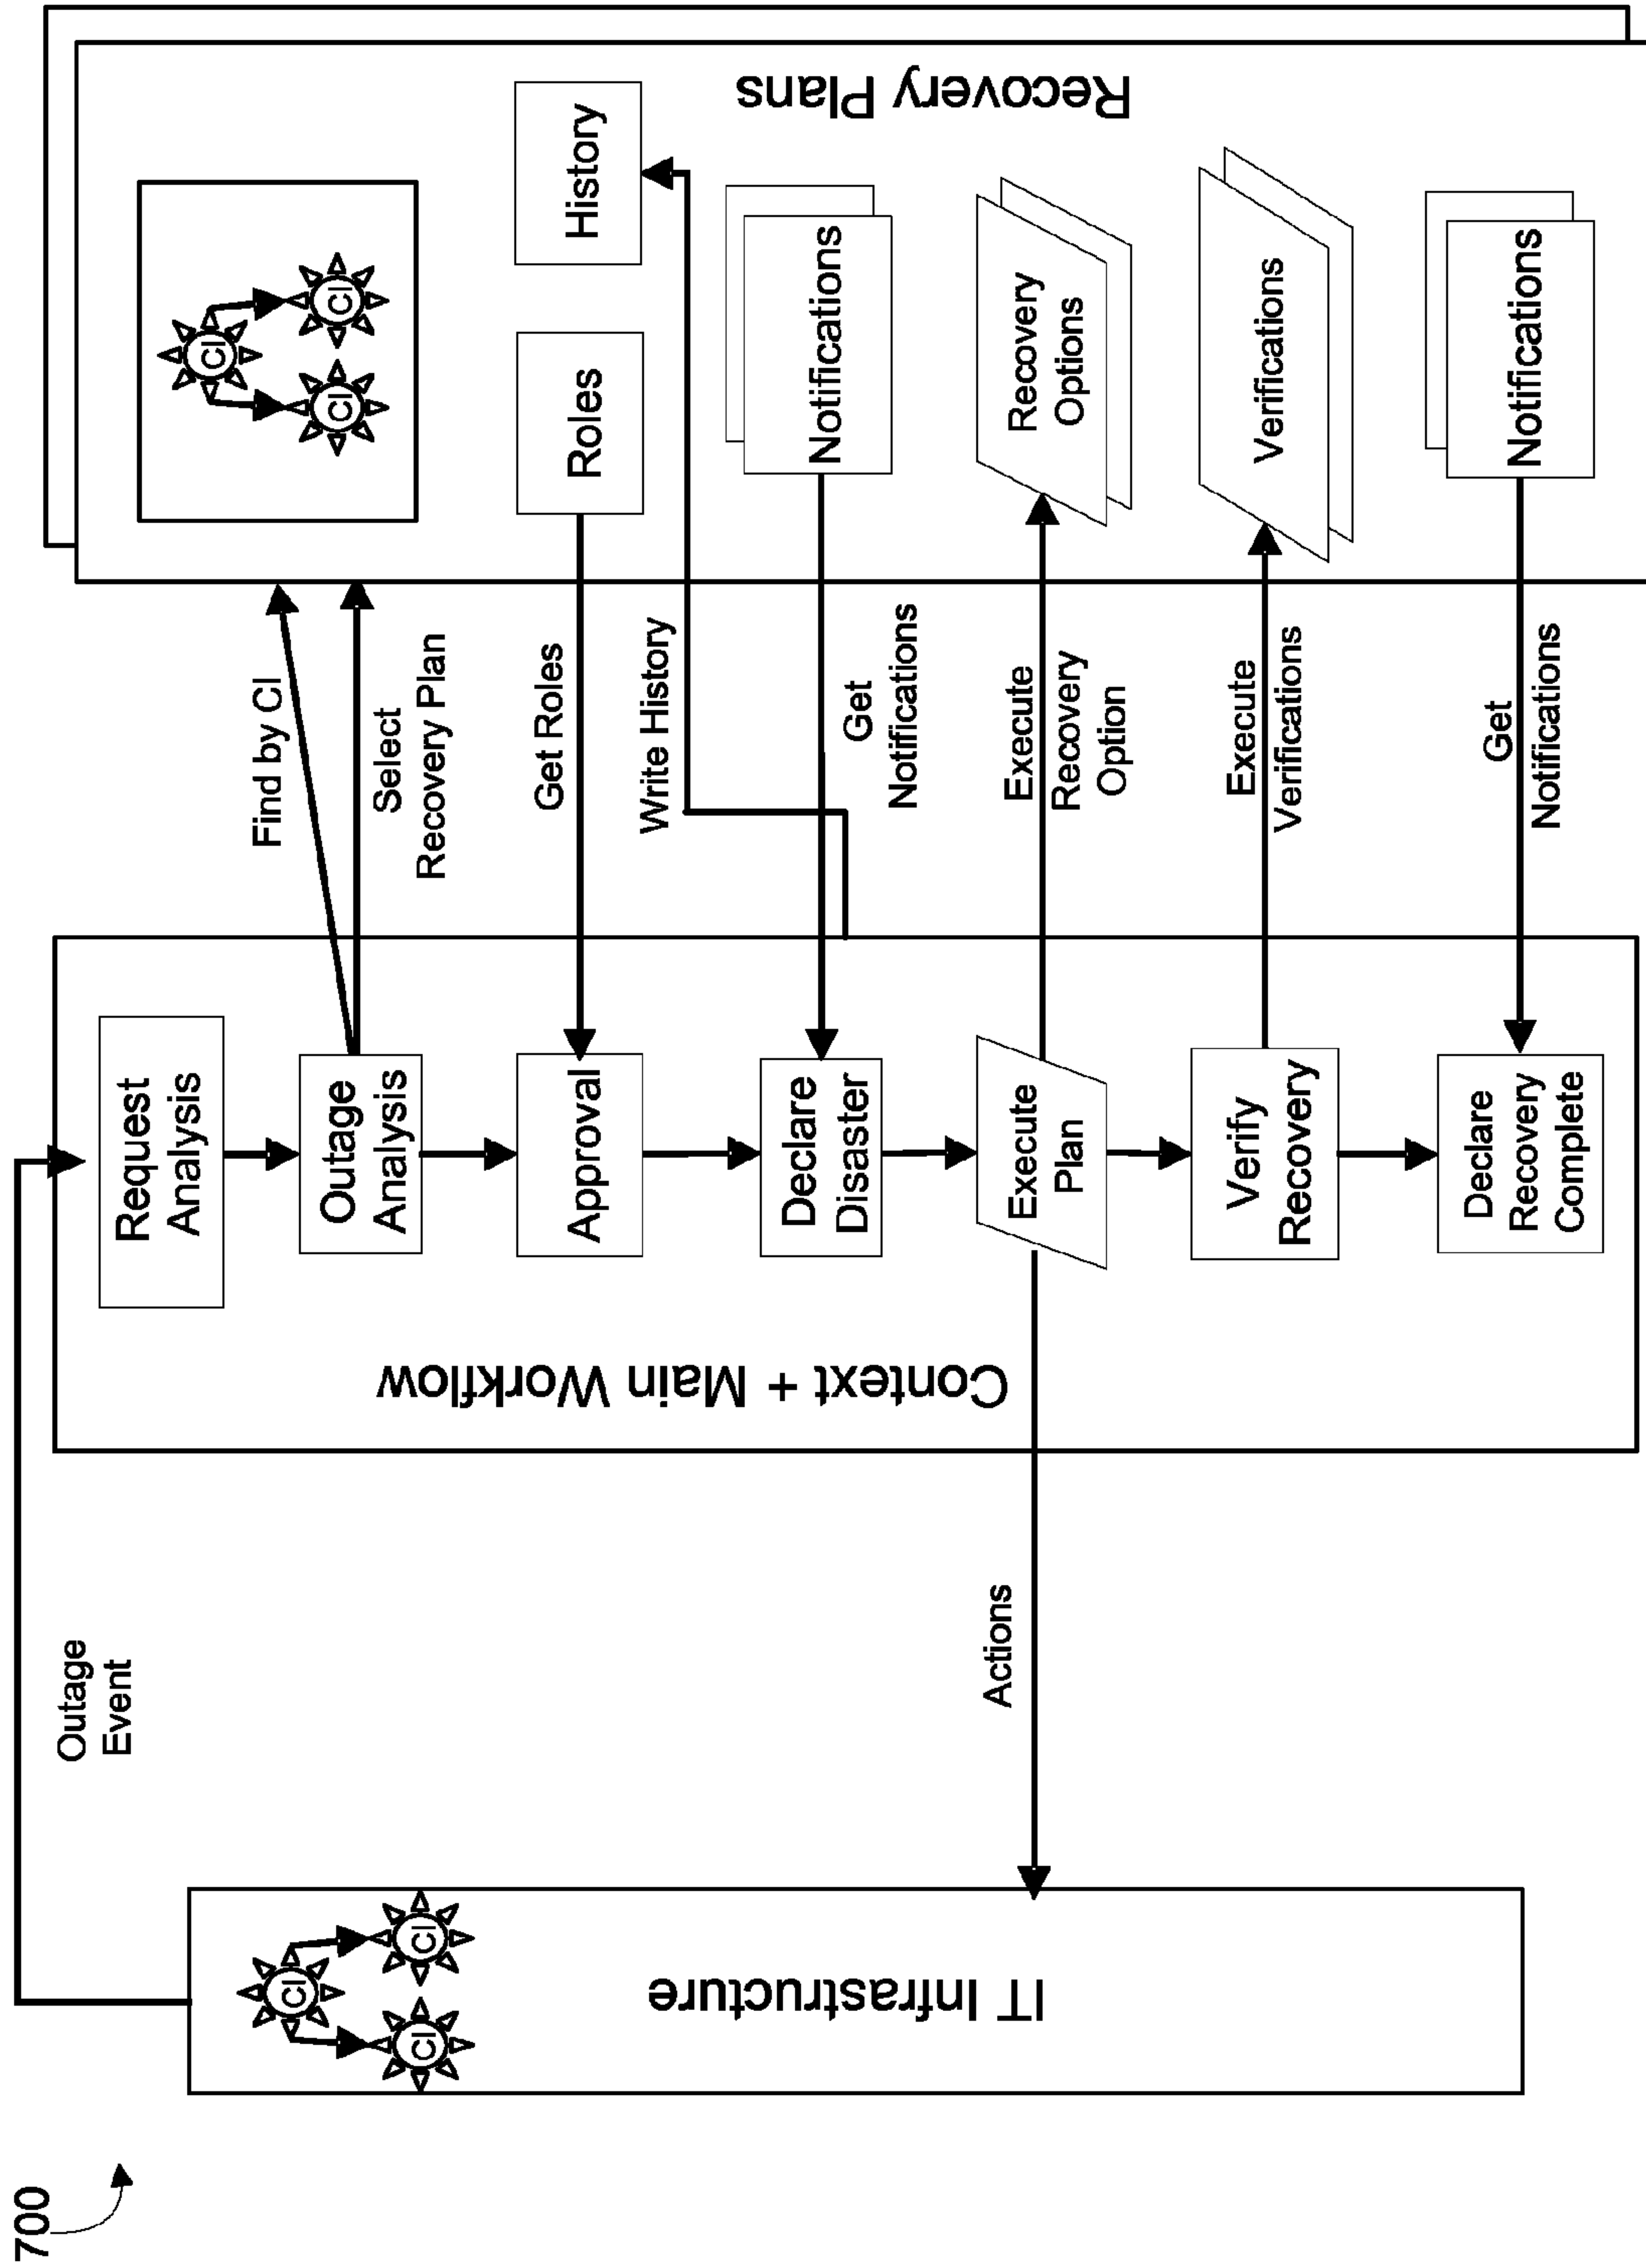 700
Outage
Event
CI
CI
CI
IT Infrastructure
Actions
Context + Main Workflow
Request
Analysis
Outage
Analysis
Approval
Declare
Disaster
Execute
Plan
Verify
Recovery
Declare
Recovery
Complete
Find by CI
Select
Recovery Plan
Get Roles
Write History
Get
Notifications
Execute
Recovery
Option
Execute
Verifications
Get
Notifications
CI
CI
CI
Roles
History
Notifications
Recovery
Options
Verifications
Notifications
Recovery Plans